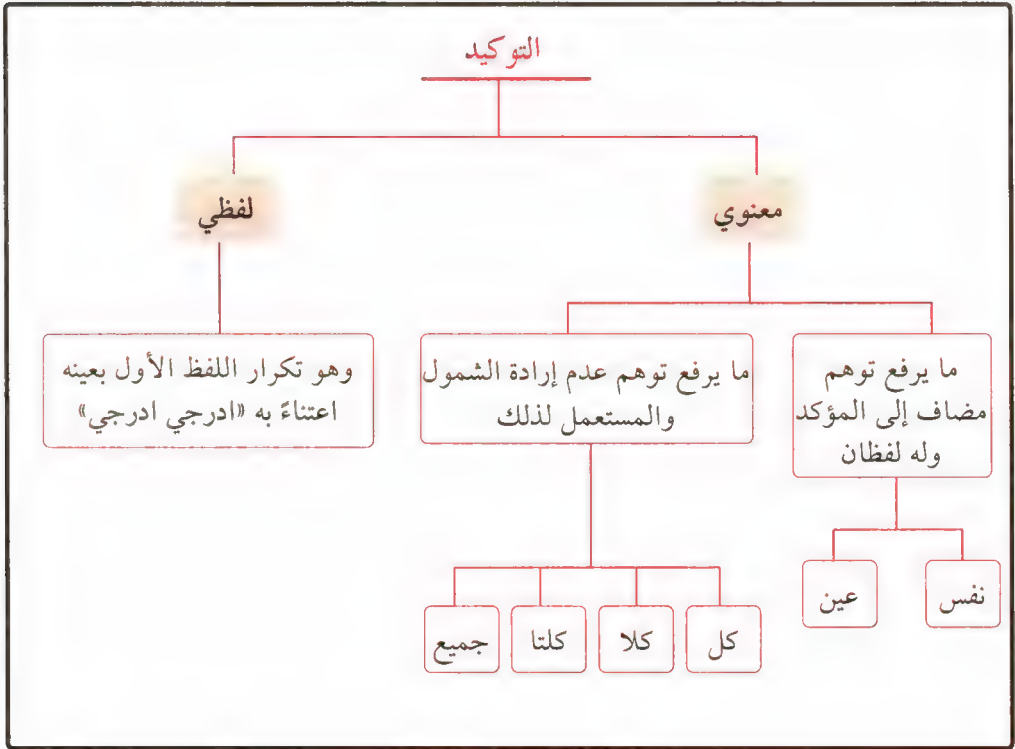 التوكيد
معنوي
لفظي
ما يرفع توهم
مضاف إلى المؤكد
وله لفظان
ما يرفع توهم عدم إرادة الشمول
والمستعمل لذلك
وهو تكرار اللفظ الأول بعينه
اعتناءً به «ادرجي ادرجي»
نفس
عين
كل
كلا
كلتا
جميع